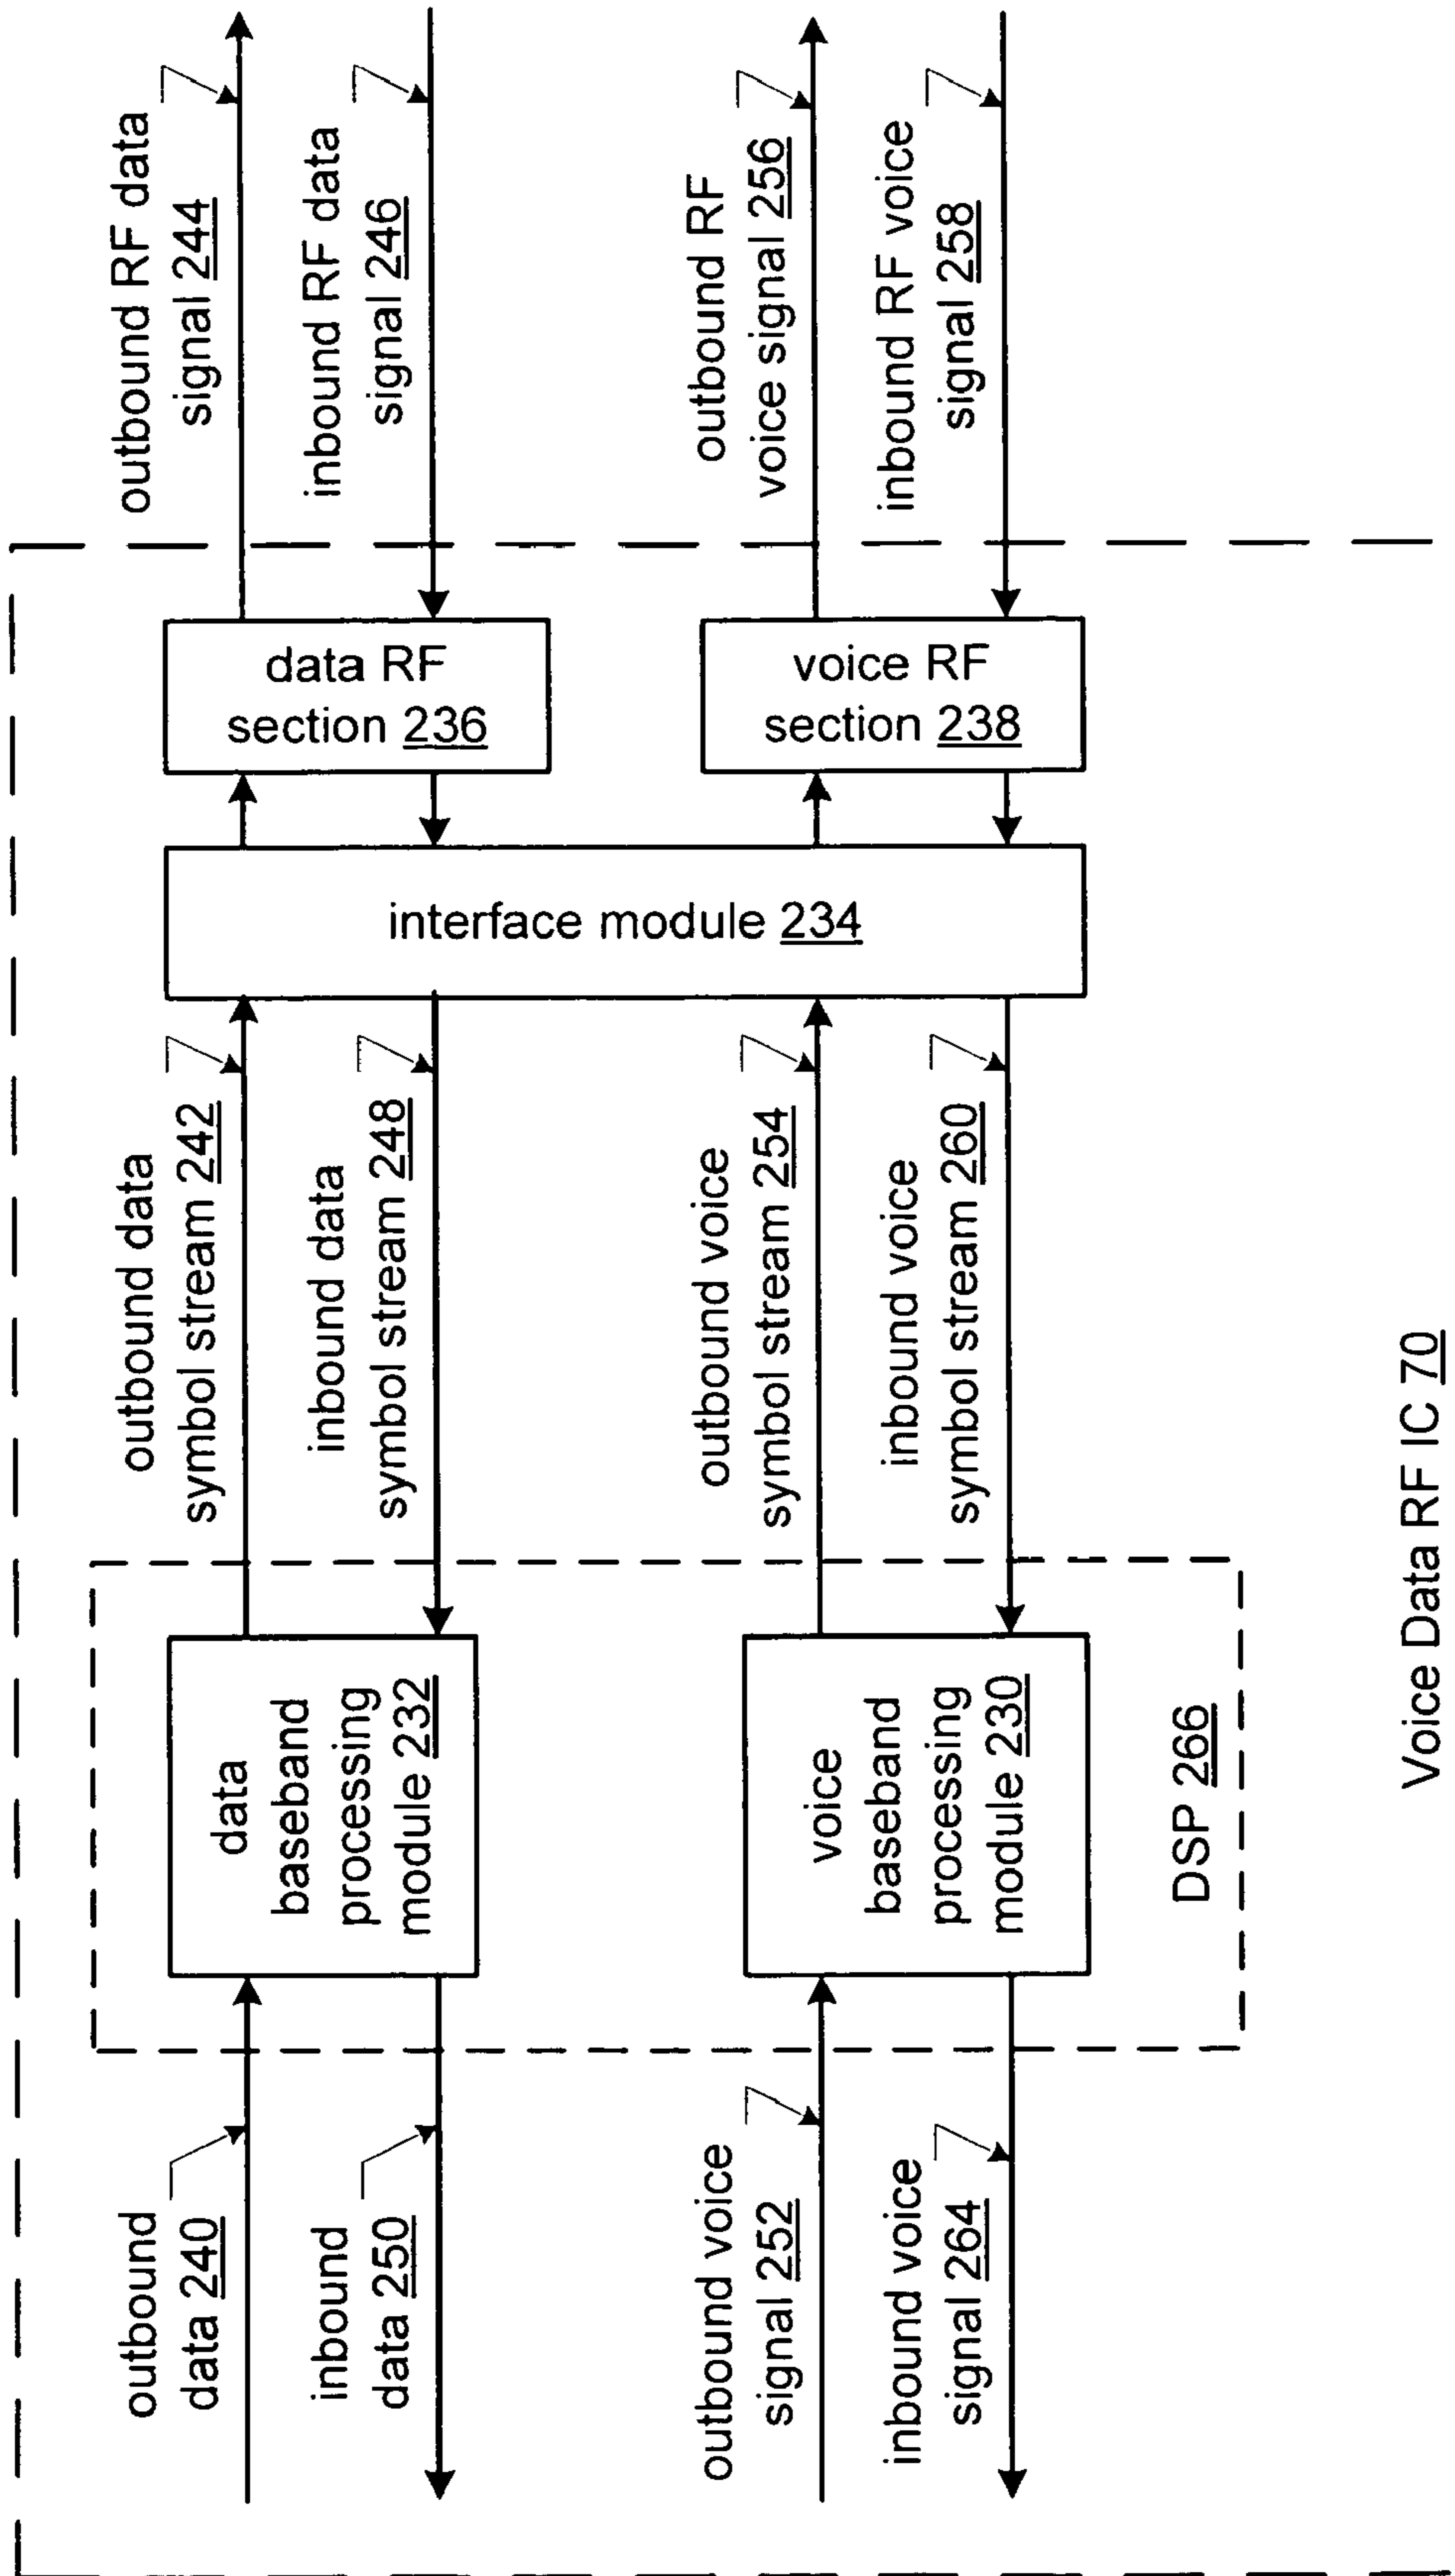 outbound RF data
signal 244
inbound RF data
signal 246
outbound RF
voice signal 256
inbound RF voice
signal 258
data RF
section 236
voice RF
section 238
interface module 234
outbound data
symbol stream 242
inbound data
symbol stream 248
outbound voice
symbol stream 254
inbound voice
symbol stream 260
data
baseband
processing
module 232
voice
baseband
processing
module 230
DSP 266
outbound
data 240
inbound
data 250
outbound voice
signal 252
inbound voice
signal 264
Voice Data RF IC 70